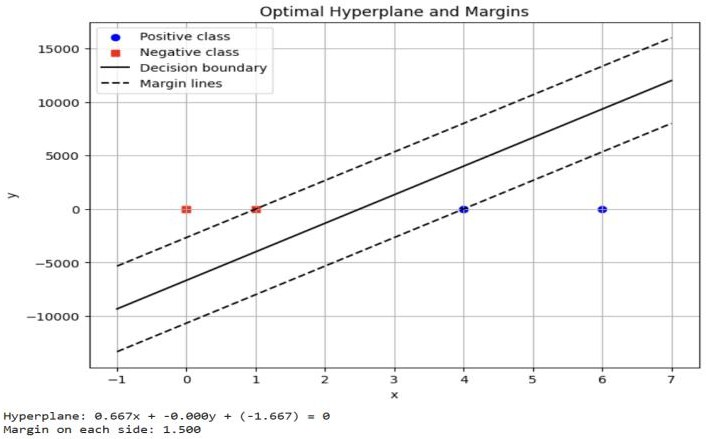 Optimal Hyperplane and Margins
Positive class
Negative class
Decision boundary
Margin lines
15000
10000
5000
0
−5000
−10000
y
−1 0 1 2 3 4 5 6 7
x
Hyperplane: 0.667x + -0.000y + (-1.667) = 0
Margin on each side: 1.500